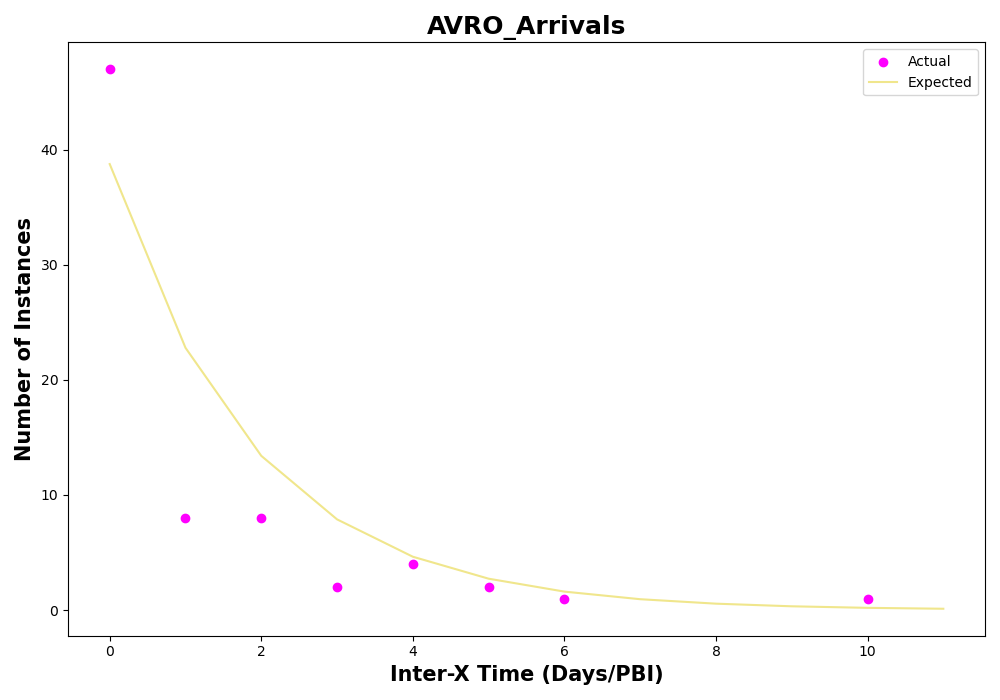 AVRO_Arrivals
Actual
Expected
Number of Instances
40
30
20
10
0
0 2 4 6 8 10
Inter-X Time (Days/PBI)